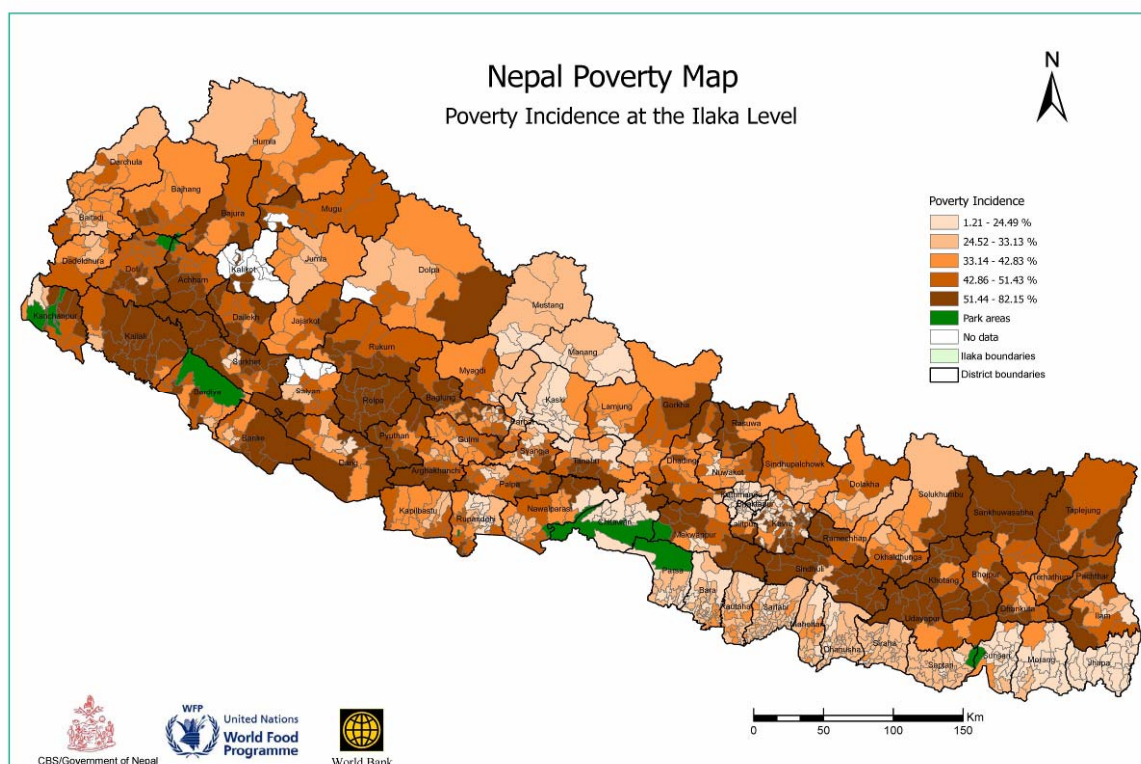 Nepal Poverty Map
Poverty Incidence at the Ilaka Level
N
Poverty Incidence
1.21 - 24.49 %
24.52 - 33.13 %
33.14 - 42.83 %
42.86 - 51.43 %
51.44 - 82.15 %
Park areas
No data
Ilaka boundaries
District boundaries
Humla
Darchula
Bajhang
Mugu
Bajura
Baitadi
Dadeldhura
Doti
Kalikot
Jumla
Dolpa
Achham
Mustang
Kanchanpur
Dailekh
Jajarkot
Kailali
Rukum
Manang
Surkhet
Myagdi
Salyan
Kaski
Lamjung
Gorkha
Bardiya
Rolpa
Baglung
Parbat
Rasuwa
Banke
Pyuthan
Gulmi
Syangja
Tanahu
Dhading
Nuwakot
Sindhupalchowk
Dang
Arghakhanchi
Palpa
Dolakha
Solukhumbu
Sankhuwasabha
Taplejung
Kapilbastu
Rupandehi
Nawalparasi
Chitwan
Kathmandu
Bhaktapur
Lalitpur
Kavre
Makwanpur
Ramechhap
Okhaldhunga
Parsa
Sindhuli
Khotang
Bhojpur
Terhathum
Panchthar
Bara
Rautahat
Sarlahi
Dhankuta
Ilam
Udayapur
Mahottari
Dhanusha
Siraha
Saptari
Sunsari
Morang
Jhapa
Km
0 50 100 150
CBS/Government of Nepal
WFP
United Nations
World Food
Programme
World Bank